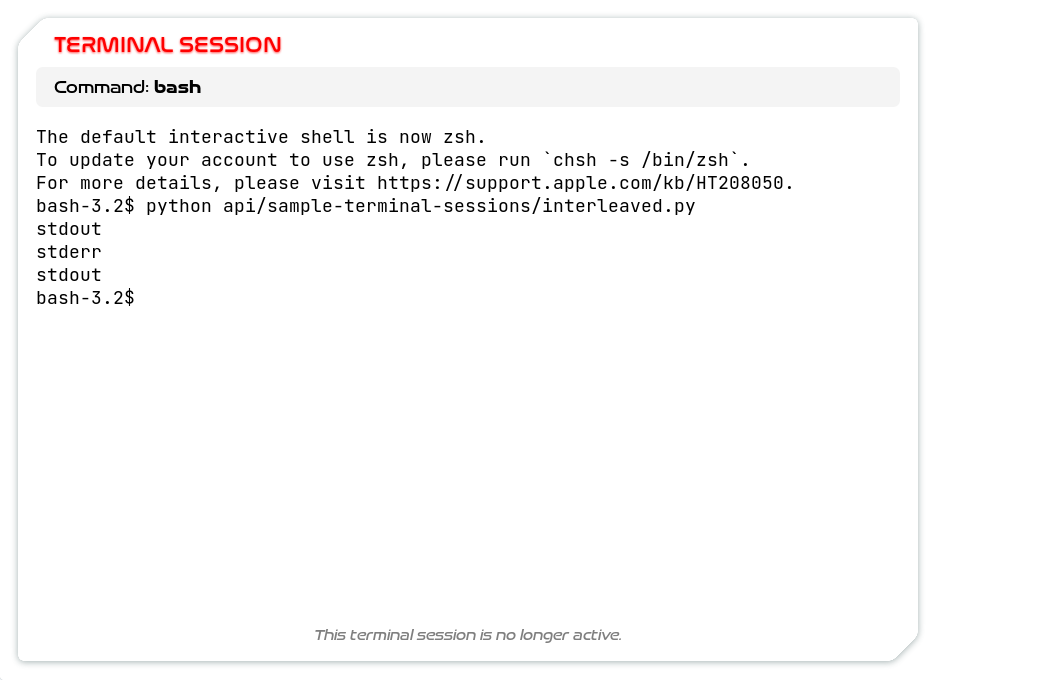 TERMINAL SESSION
Command: bash
The default interactive shell is now zsh.
To update your account to use zsh, please run `chsh -s /bin/zsh`.
For more details, please visit https://support.apple.com/kb/HT208050.
bash-3.2$ python api/sample-terminal-sessions/interleaved.py
stdout
stderr
stdout
bash-3.2$
This terminal session is no longer active.